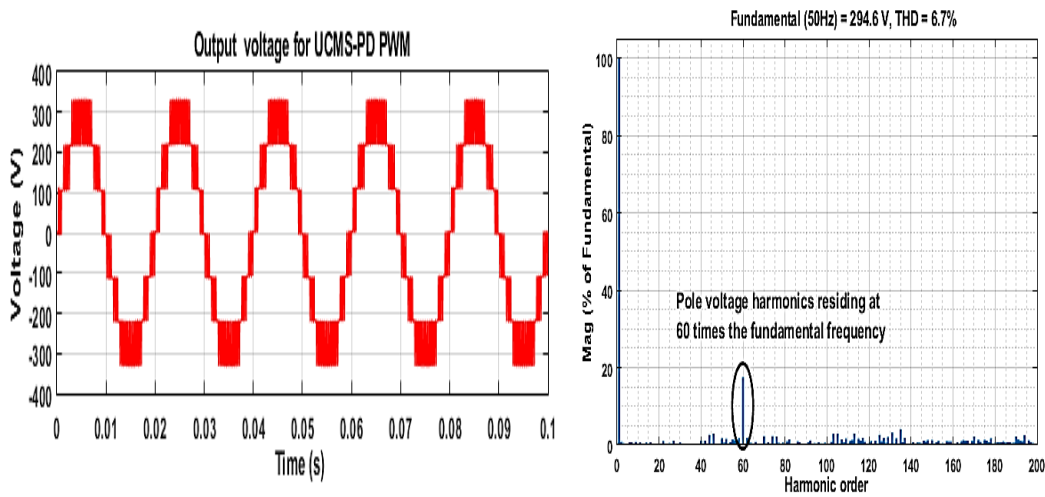 Output voltage for UCMS-PD PWM
Voltage (V)
400
300
200
100
0
-100
-200
-300
-400
0 0.01 0.02 0.03 0.04 0.05 0.06 0.07 0.08 0.09 0.1
Time (s)
Fundamental (50Hz) = 294.6 V, THD = 6.7%
Mag (% of Fundamental)
100
80
60
40
20
0
Pole voltage harmonics residing at
60 times the fundamental frequency
0 20 40 60 80 100 120 140 160 180 200
Harmonic order